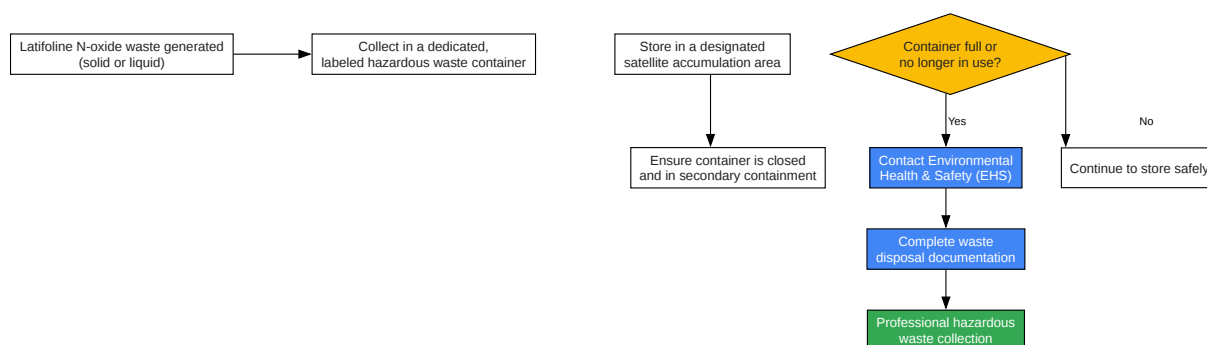 Latifoline N-oxide waste generated
(solid or liquid)
Collect in a dedicated,
labeled hazardous waste container
Store in a designated
satellite accumulation area
Container full or
no longer in use?
Yes
No
Ensure container is closed
and in secondary containment
Contact Environmental
Health & Safety (EHS)
Continue to store safely
Complete waste
disposal documentation
Professional hazardous
waste collection